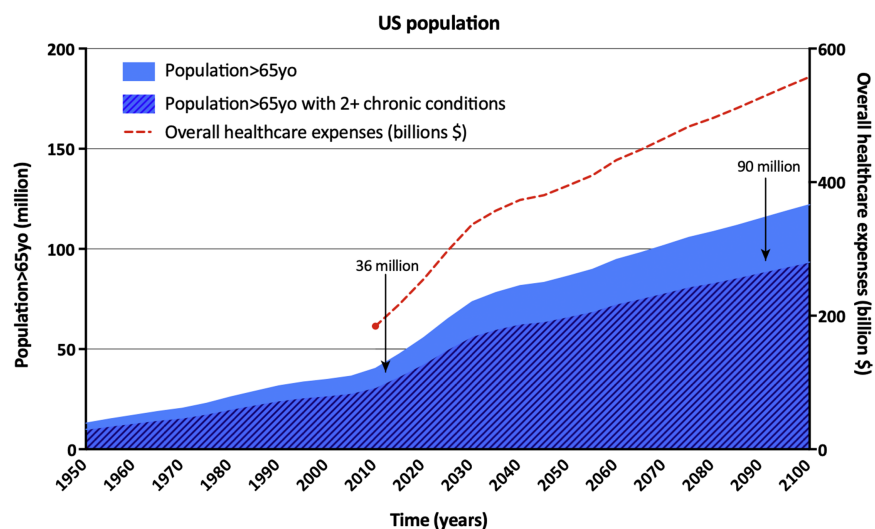 US population
200
150
100
50
0
600
400
200
0
Population>65yo
Population>65yo with 2+ chronic conditions
Overall healthcare expenses (billions $)
36 million
90 million
Population>65yo (million)
Overall healthcare
expenses (billion $)
1950
1960
1970
1980
1990
2000
2010
2020
2030
2040
2050
2060
2070
2080
2090
2100
Time (years)